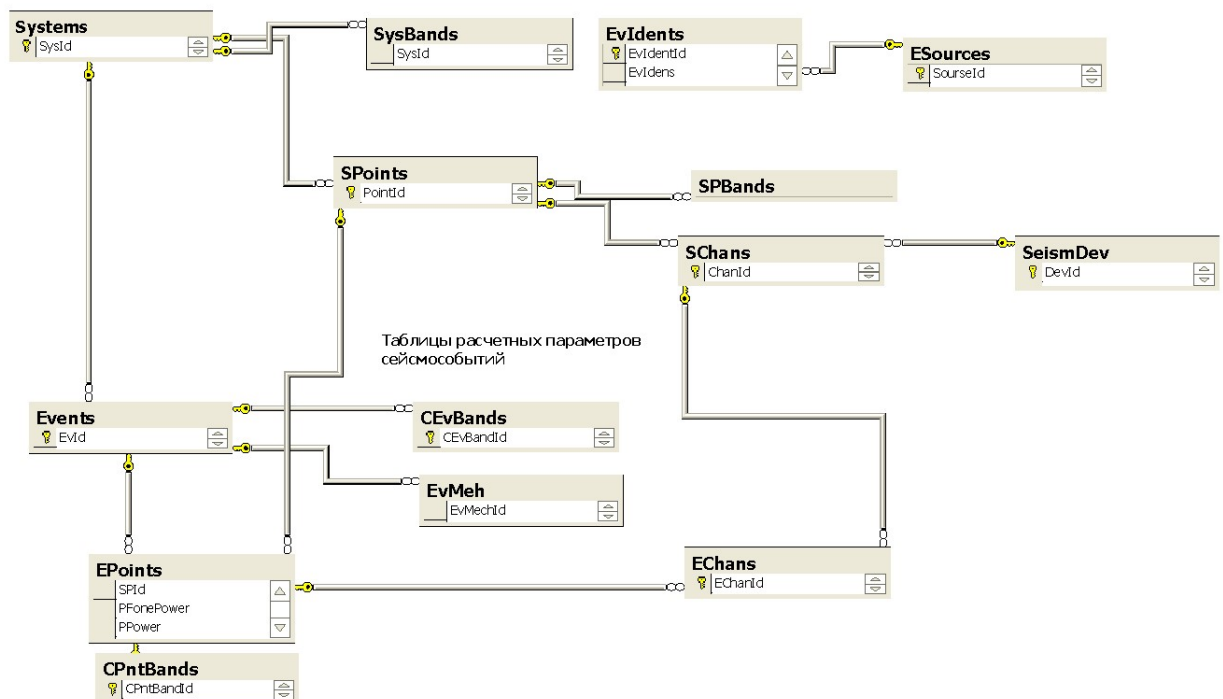 Systems
SysId
SysBands
SysId
EvIdents
EvIdentId
EvIdens
ESources
SourseId
SPoints
PointId
SPBands
SChans
ChanId
SeismDev
DevId
Таблицы расчетных параметров
сейсмособытий
Events
EvId
CEvBands
CEvBandId
EvMeh
EvMechId
EPoints
SPId
PFonePower
PPower
EChans
EChanId
CPntBands
CPntBandId